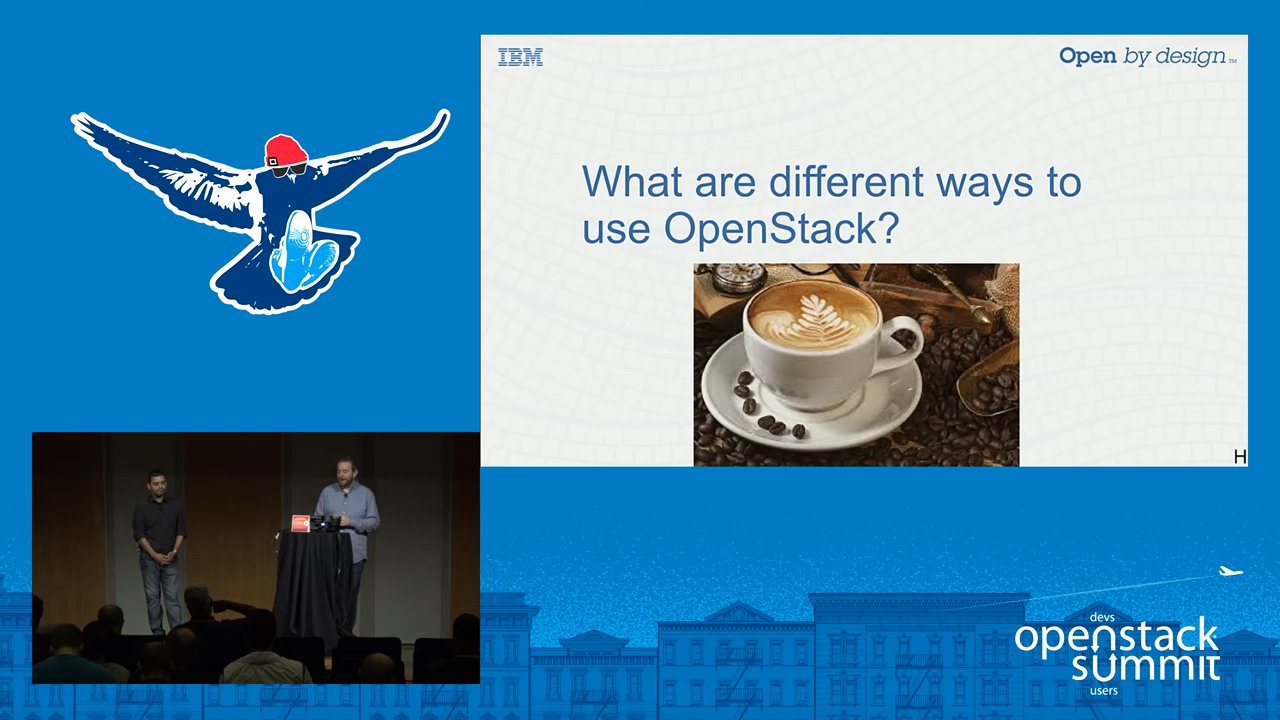 IBM
Open by design™
What are different ways to
use OpenStack?
H
devs
openstack
summit
users